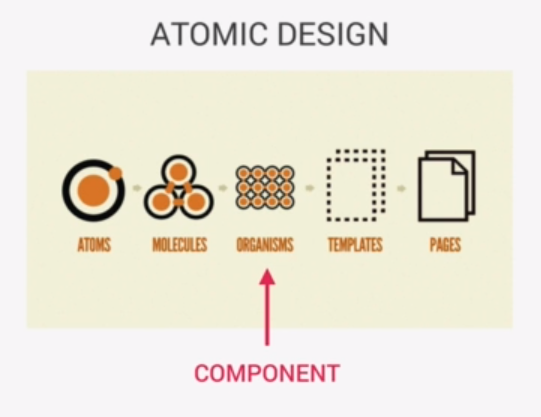 ATOMIC DESIGN
ATOMS MOLECULES ORGANISMS TEMPLATES PAGES
COMPONENT